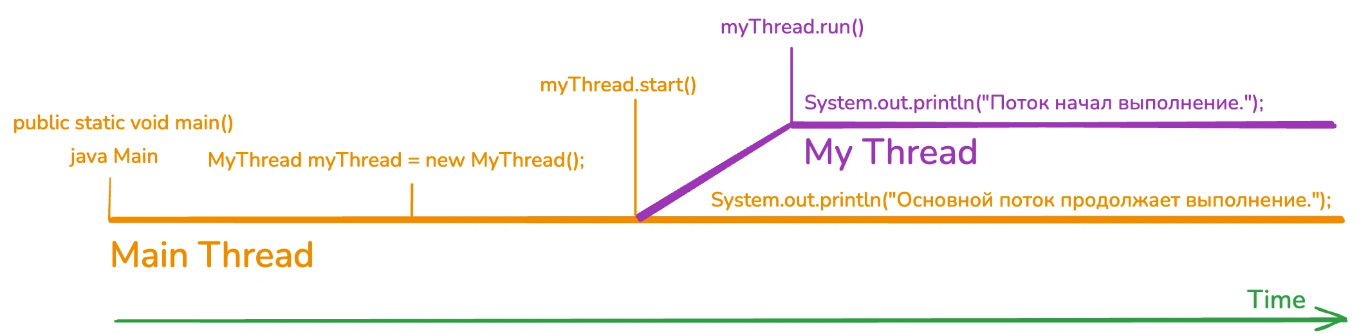 myThread.run()
myThread.start()
System.out.println("Поток начал выполнение.");
public static void main()
java Main
MyThread myThread = new MyThread();
My Thread
System.out.println("Основной поток продолжает выполнение.");
Main Thread
Time